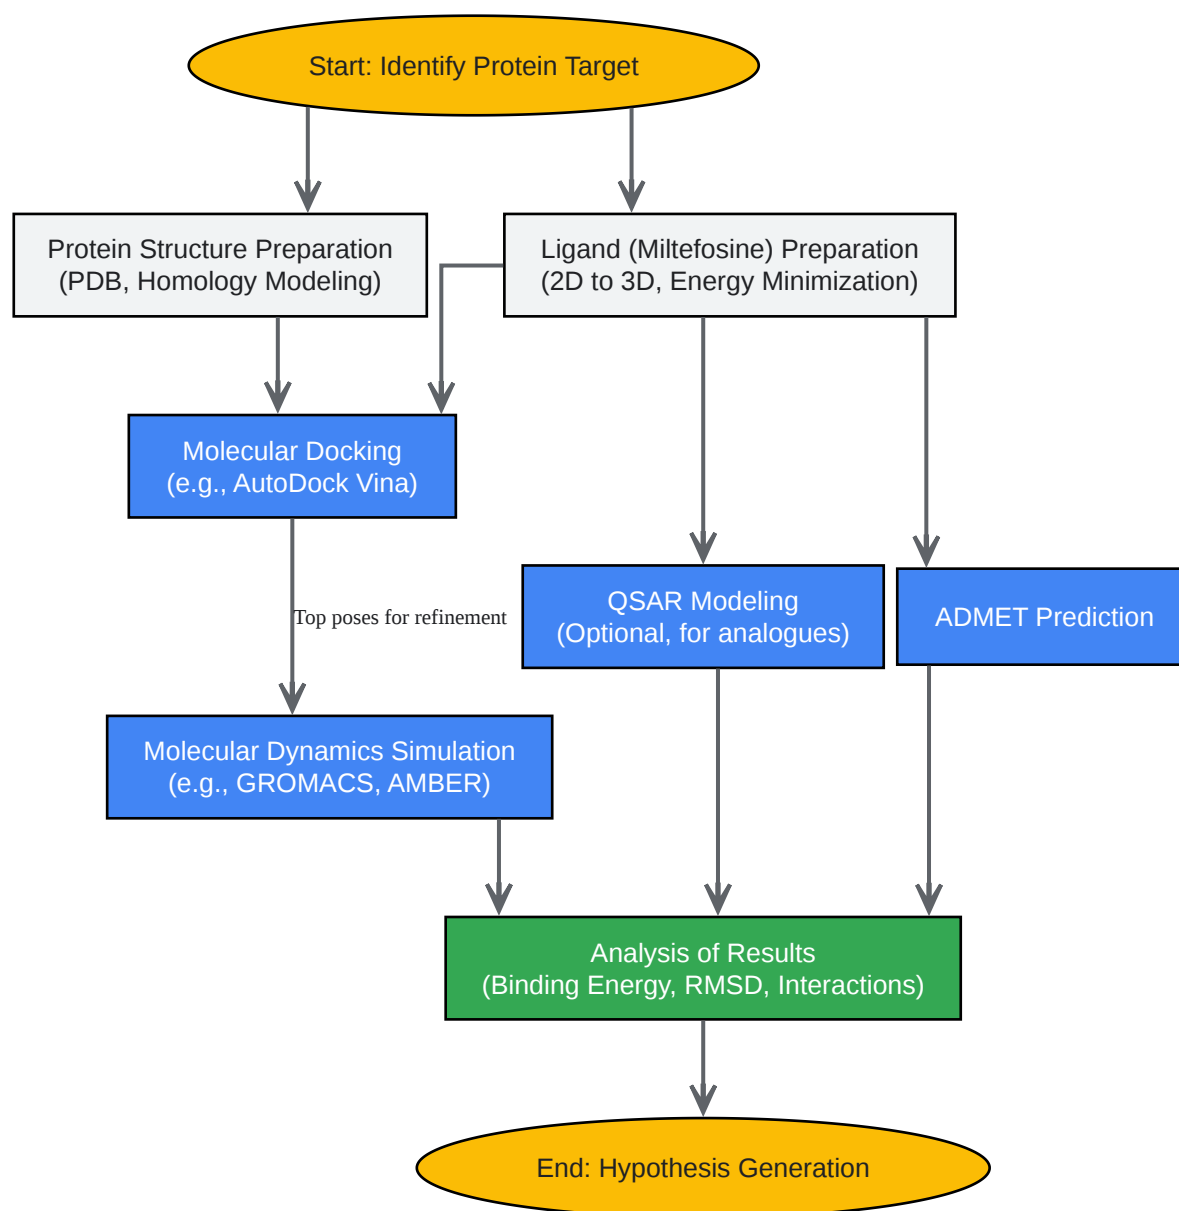 Start: Identify Protein Target
Protein Structure Preparation
(PDB, Homology Modeling)
Ligand (Miltefosine) Preparation
(2D to 3D, Energy Minimization)
Molecular Docking
(e.g., AutoDock Vina)
QSAR Modeling
(Optional, for analogues)
ADMET Prediction
Top poses for refinement
Molecular Dynamics Simulation
(e.g., GROMACS, AMBER)
Analysis of Results
(Binding Energy, RMSD, Interactions)
End: Hypothesis Generation